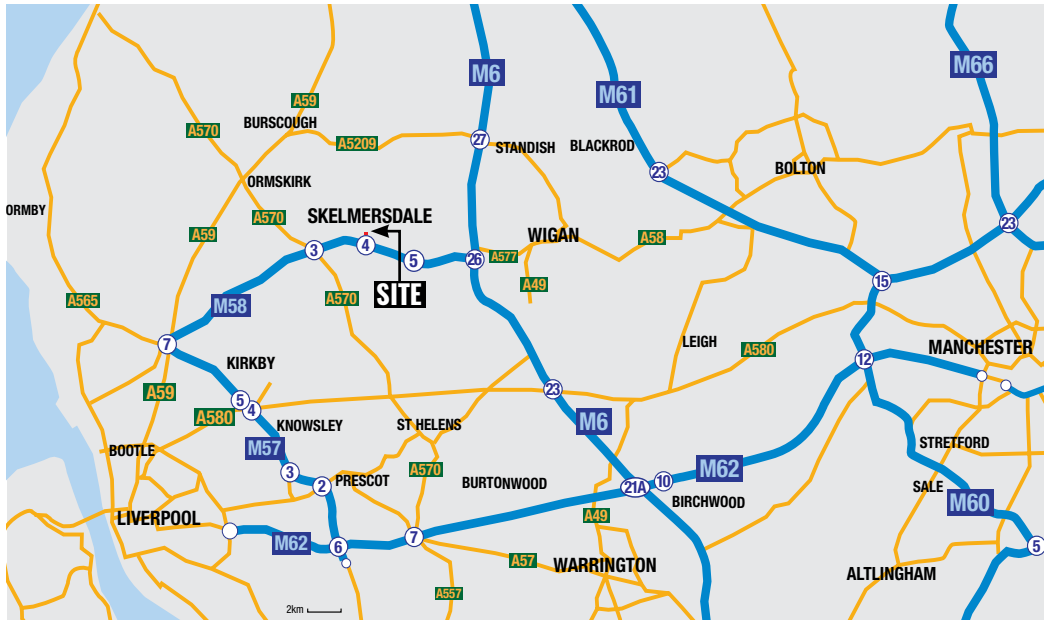 M6
M66
M61
A59
BURSCOUGH
A570
A5209
27
STANDISH
BLACKROD
23
BOLTON
ORMSKIRK
ORMBY
A570
SKELMERSDALE
A59
3
4
5
26
A577
WIGAN
A58
23
A49
15
A570
SITE
A565
M58
7
KIRKBY
LEIGH
A580
12
MANCHESTER
A59
5
4
A580
23
KNOWSLEY
ST HELENS
M6
BOOTLE
M57
3
2
PRESCOT
A570
BURTONWOOD
21A
10
M62
BIRCHWOOD
STRETFORD
SALE
M60
LIVERPOOL
M62
6
7
A49
5
A57
WARRINGTON
ALTLINGHAM
A557
2km